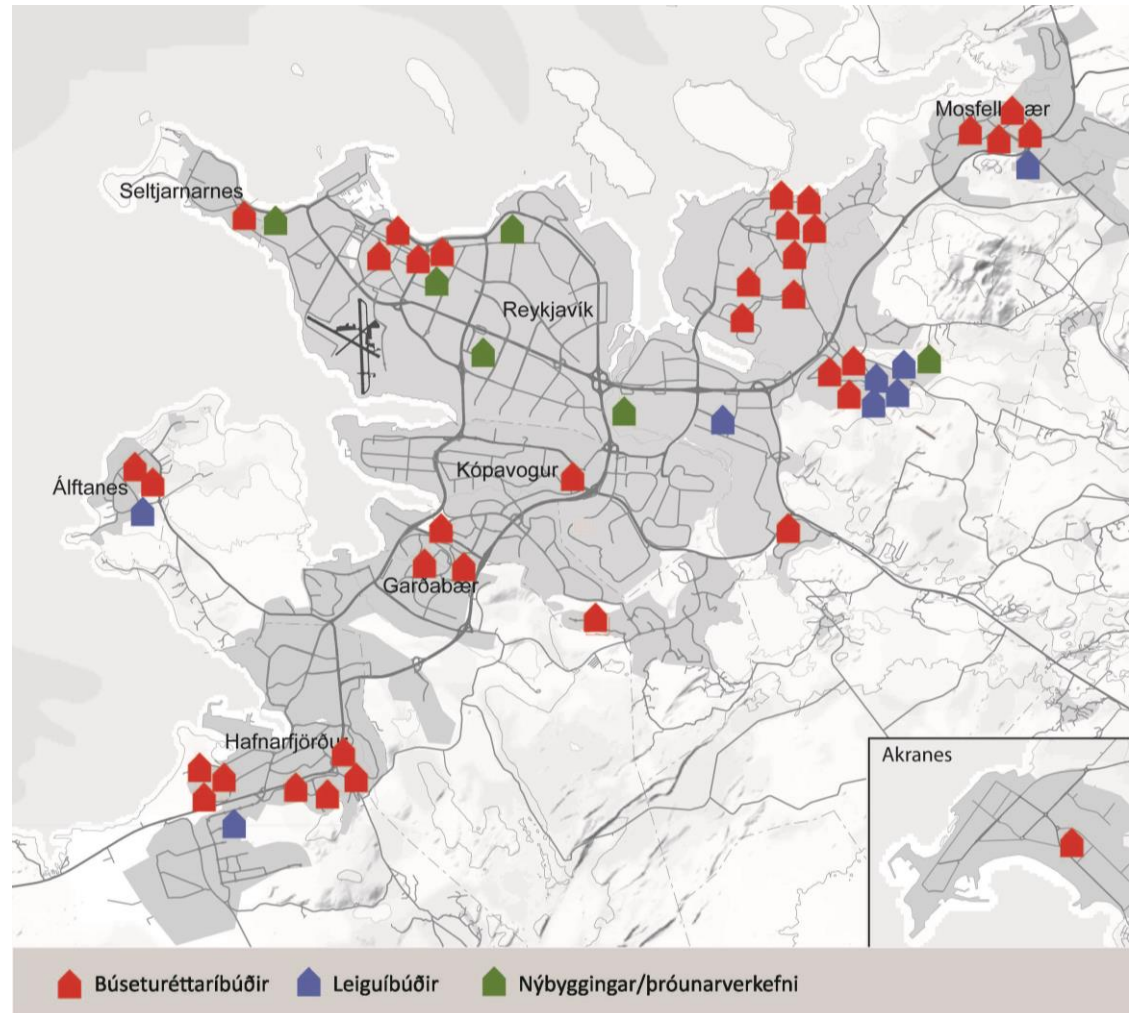 Mosfellsbær
Seltjarnarnes
Reykjavík
Kópavogur
Álftanes
Garðabær
Hafnarfjörður
Akranes
Búseturéttaríbúðir
Leiguíbúðir
Nýbyggingar/þróunarverkefni